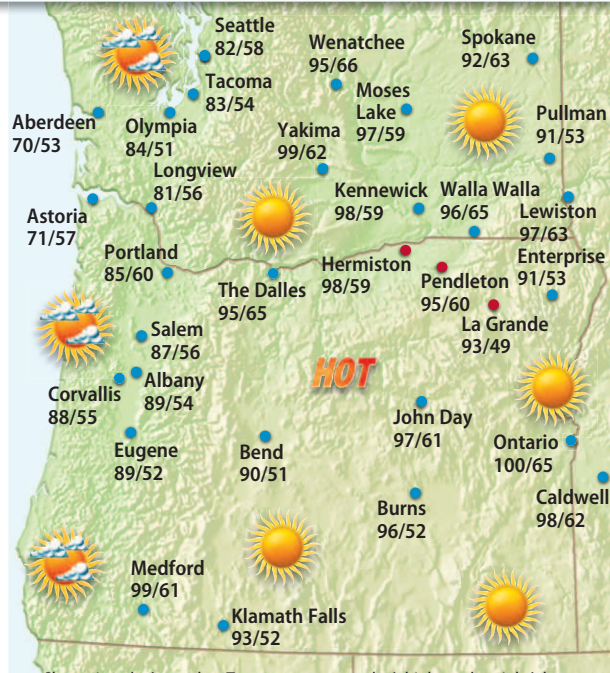 Seattle
82/58
Wenatchee
95/66
Spokane
92/63
Tacoma
83/54
Moses
Lake
97/59
Pullman
91/53
Aberdeen
70/53
Olympia
84/51
Yakima
99/62
Longview
81/56
Kennewick
98/59
Walla Walla
96/65
Lewiston
97/63
Astoria
71/57
Portland
85/60
The Dalles
95/65
Hermiston
98/59
Pendleton
95/60
Enterprise
91/53
La Grande
93/49
Salem
87/56
HOT
Corvallis
88/55
Albany
89/54
John Day
97/61
Eugene
89/52
Bend
90/51
Ontario
100/65
Burns
96/52
Caldwell
98/62
Medford
99/61
Klamath Falls
93/52